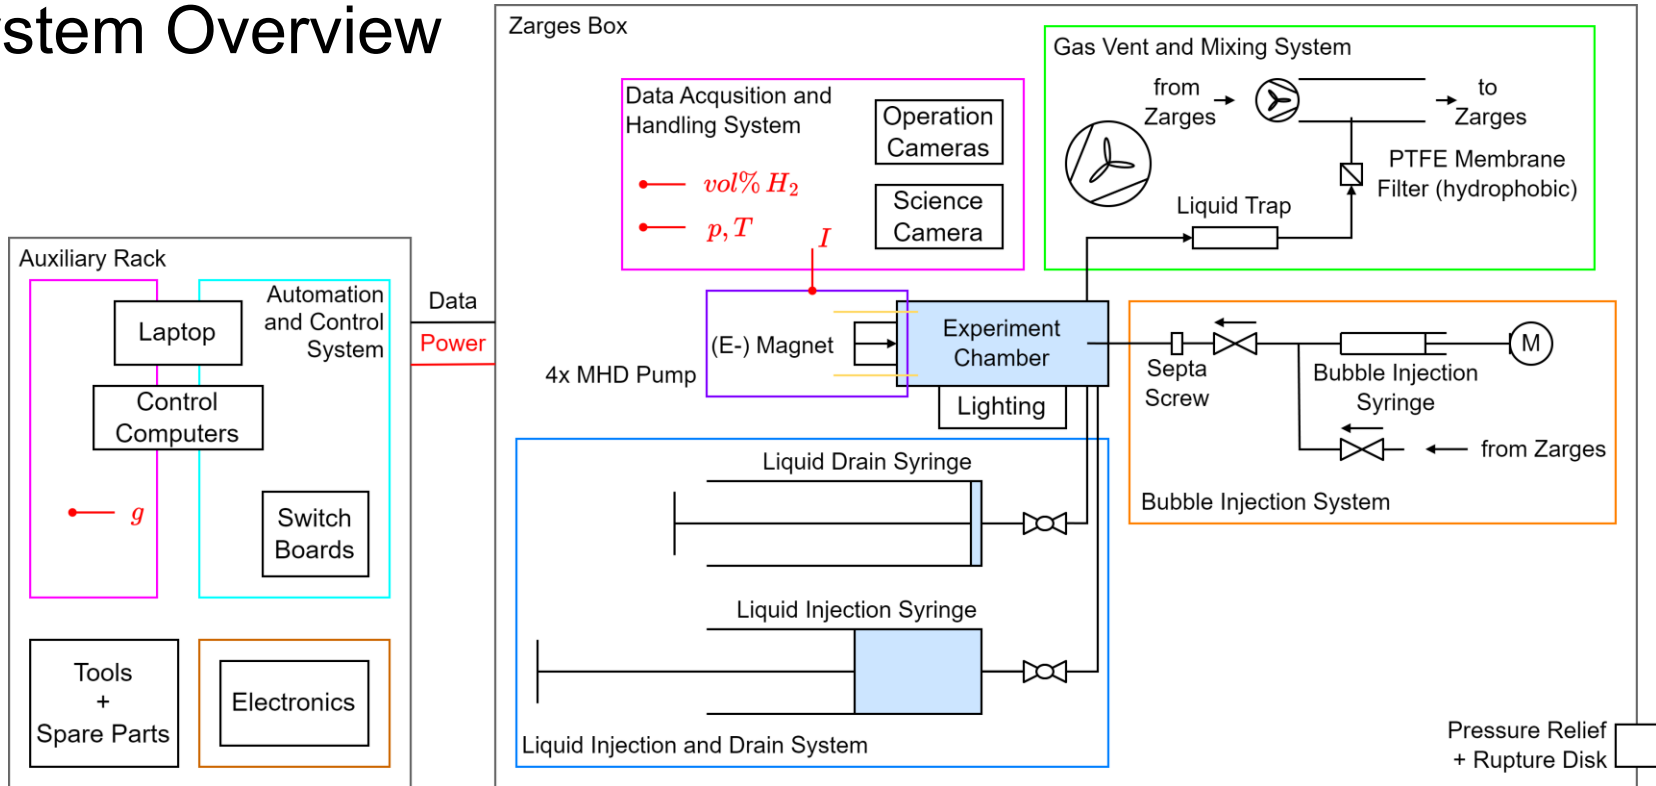 stem Overview
Zarges Box
Gas Vent and Mixing System
from
Zarges
to
Zarges
PTFE Membrane
Filter (hydrophobic)
Liquid Trap
Data Acqusition and
Handling System
Operation
Cameras
Science
Camera
vol% H₂
p, T
I
Auxiliary Rack
Laptop
Automation
and Control
System
Control
Computers
g
Switch
Boards
Tools
+
Spare Parts
Electronics
Data
Power
(E-) Magnet
4x MHD Pump
Experiment
Chamber
Lighting
Septa
Screw
Bubble Injection
Syringe
M
from Zarges
Bubble Injection System
Liquid Drain Syringe
Liquid Injection Syringe
Liquid Injection and Drain System
Pressure Relief
+ Rupture Disk